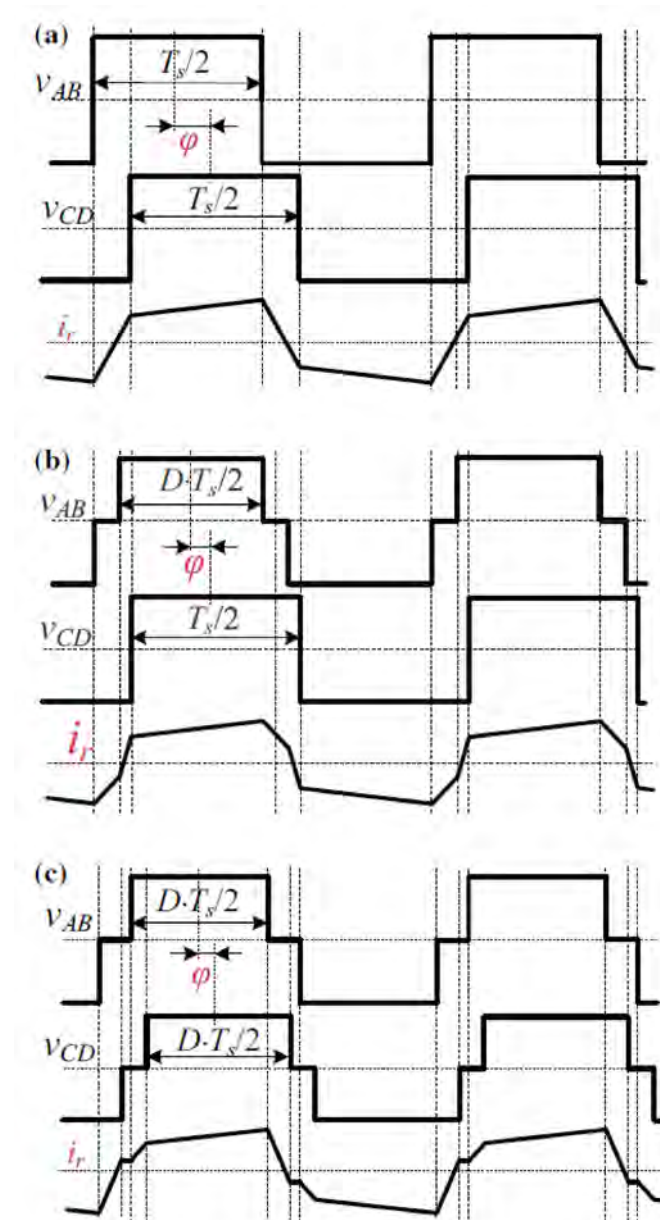 (a)
T_s/2
v_AB
φ
v_CD
T_s/2
i_r
(b)
D·T_s/2
v_AB
φ
v_CD
T_s/2
i_r
(c)
v_AB
D·T_s/2
φ
v_CD
D·T_s/2
i_r